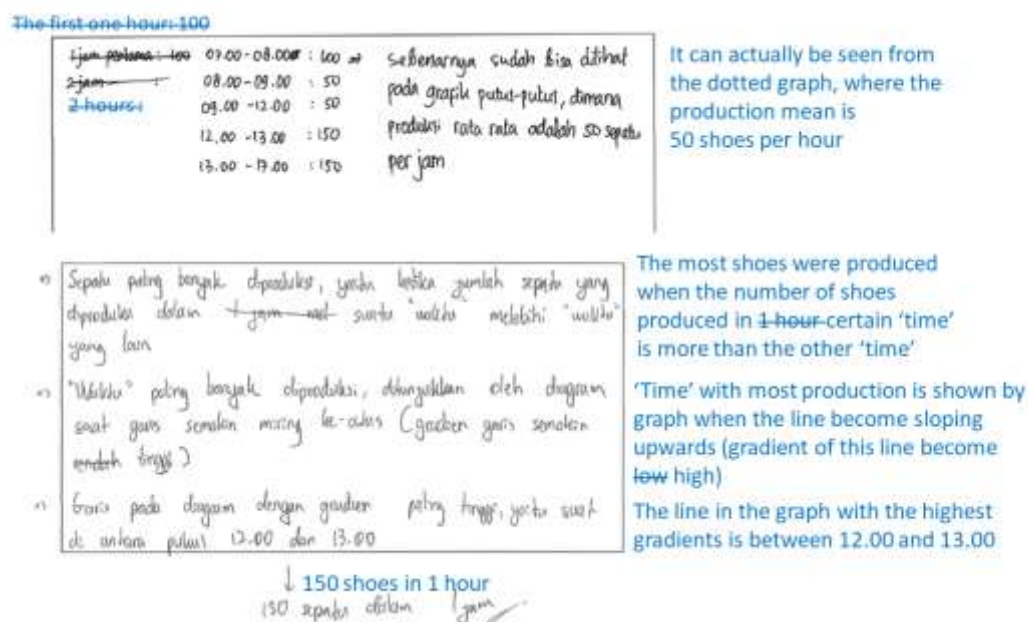 The first one hour: 100
1 jam pertama : 100 07.00 - 08.00 : 100 →
2 jam :
2 hours :
08.00 - 09.00 : 50
09.00 - 12.00 : 50
12.00 - 13.00 : 150
13.00 - 17.00 : 150
sebenarnya sudah bisa dilihat
pada grafik putus-putus, dimana
produksi rata rata adalah 50 sepatu
per jam
It can actually be seen from
the dotted graph, where the
production mean is
50 shoes per hour
Sepatu paling banyak diproduksi, yaitu ketika jumlah sepatu yang
diproduksi dalam 1 jam suatu "waktu" melebihi "waktu"
yang lain
The most shoes were produced
when the number of shoes
produced in 1 hour certain ‘time’
is more than the other ‘time’
"Waktu" paling banyak diproduksi, ditunjukkan oleh diagram
saat garis semakin miring ke-atas (gradien garis semakin
rendah tinggi)
‘Time’ with most production is shown by
graph when the line become sloping
upwards (gradient of this line become
low high)
Garis pada diagram dengan gradien paling tinggi, yaitu saat
di antara pukul 12.00 dan 13.00
The line in the graph with the highest
gradients is between 12.00 and 13.00
↓ 150 shoes in 1 hour
150 sepatu dalam 1 jam